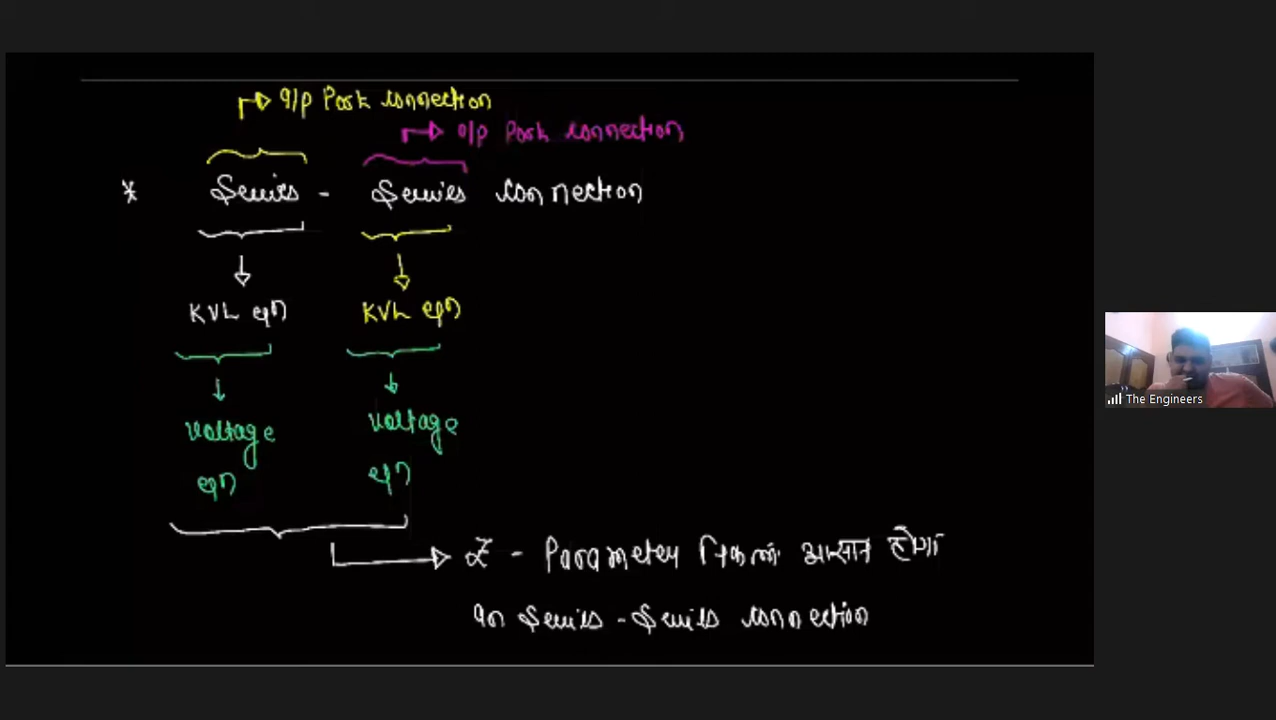 i/p Port connection
o/p Port connection
* Series - Series connection
KVL eqn KVL eqn
voltage voltage
eqn eqn
Z - Parameter निकालना आसान होगा
in Series - Series connection
The Engineers